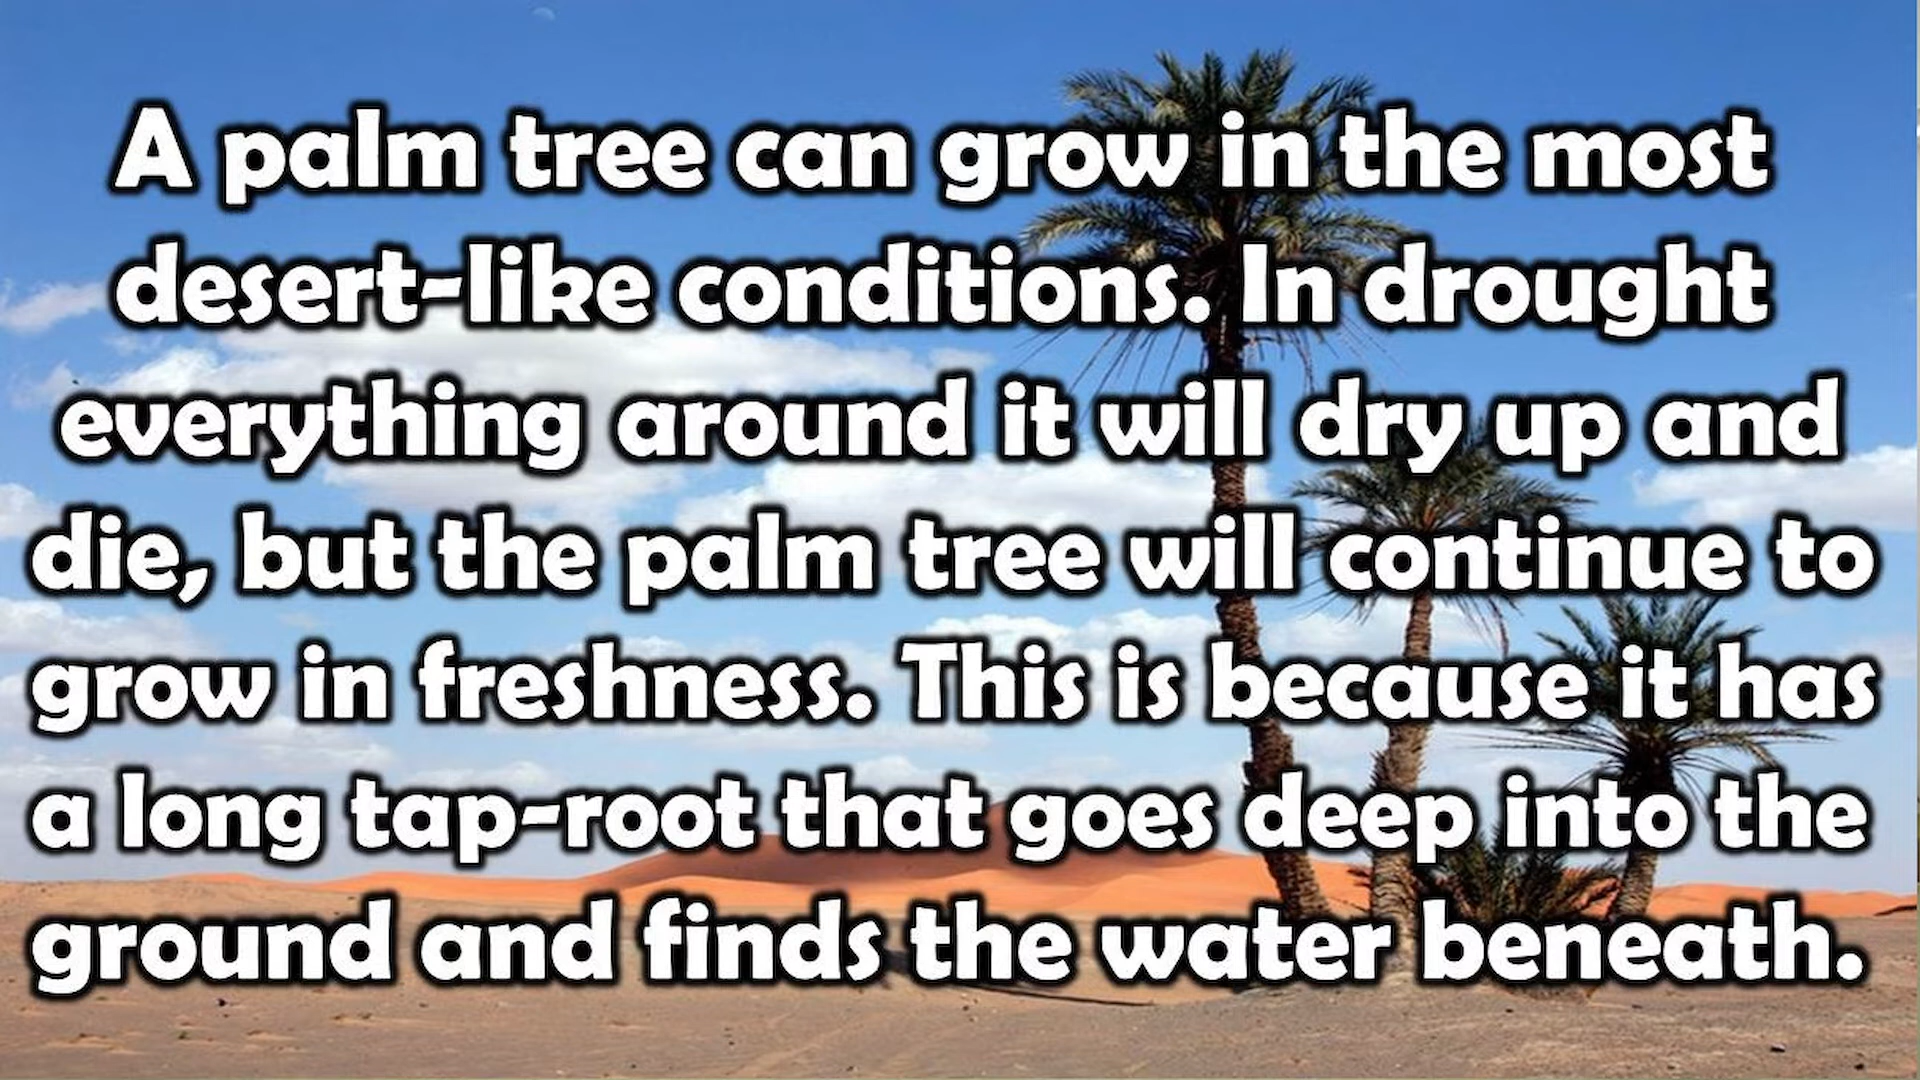 A palm tree can grow in the most
desert-like conditions. In drought
everything around it will dry up and
die, but the palm tree will continue to
grow in freshness. This is because it has
a long tap-root that goes deep into the
ground and finds the water beneath.